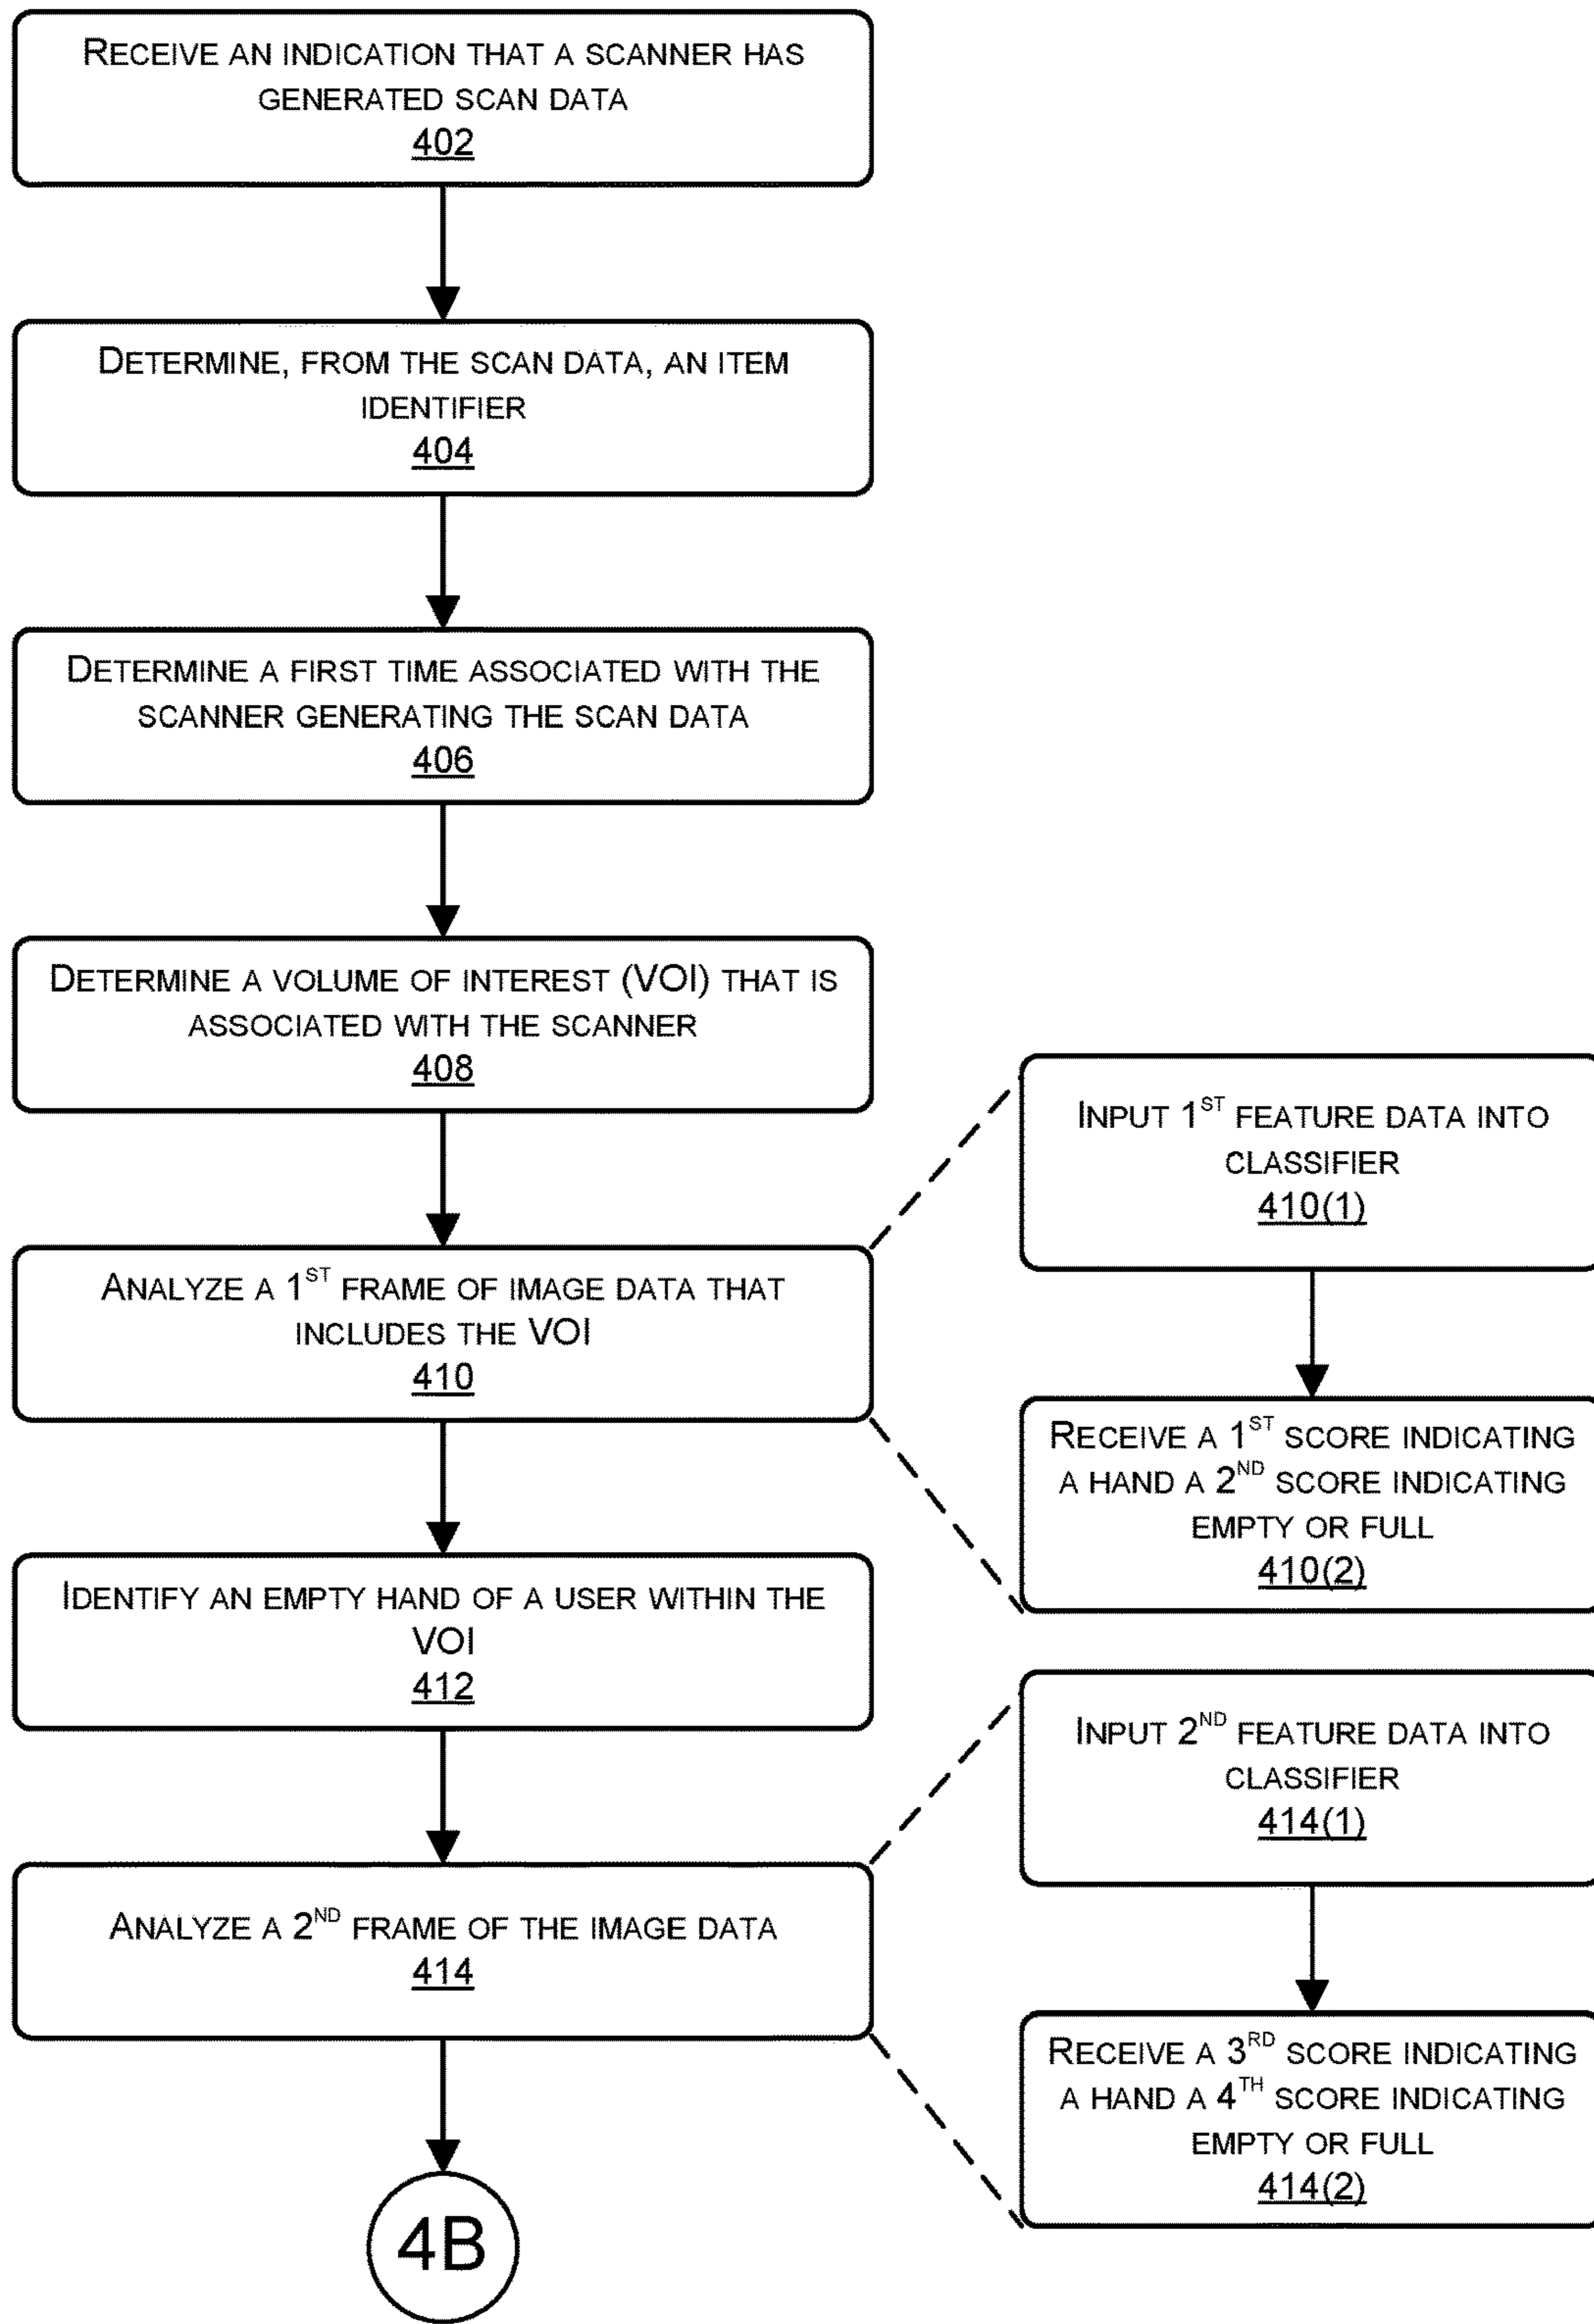 RECEIVE AN INDICATION THAT A SCANNER HAS
GENERATED SCAN DATA
402
DETERMINE, FROM THE SCAN DATA, AN ITEM
IDENTIFIER
404
DETERMINE A FIRST TIME ASSOCIATED WITH THE
SCANNER GENERATING THE SCAN DATA
406
DETERMINE A VOLUME OF INTEREST (VOI) THAT IS
ASSOCIATED WITH THE SCANNER
408
ANALYZE A 1ST FRAME OF IMAGE DATA THAT
INCLUDES THE VOI
410
INPUT 1ST FEATURE DATA INTO
CLASSIFIER
410(1)
RECEIVE A 1ST SCORE INDICATING
A HAND A 2ND SCORE INDICATING
EMPTY OR FULL
410(2)
IDENTIFY AN EMPTY HAND OF A USER WITHIN THE
VOI
412
ANALYZE A 2ND FRAME OF THE IMAGE DATA
414
INPUT 2ND FEATURE DATA INTO
CLASSIFIER
414(1)
RECEIVE A 3RD SCORE INDICATING
A HAND A 4TH SCORE INDICATING
EMPTY OR FULL
414(2)
4B